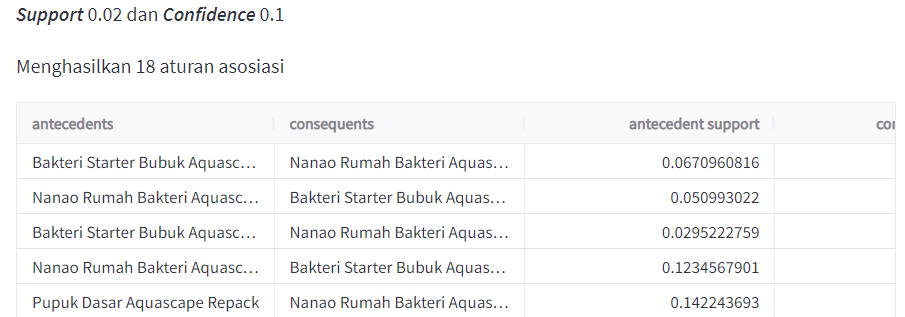 Support 0.02 dan Confidence 0.1
Menghasilkan 18 aturan asosiasi
antecedents consequents antecedent support
Bakteri Starter Bubuk Aquasc… Nanao Rumah Bakteri Aquas… 0.0670960816
Nanao Rumah Bakteri Aquasc… Bakteri Starter Bubuk Aquas… 0.050993022
Bakteri Starter Bubuk Aquasc… Nanao Rumah Bakteri Aquas… 0.0295222759
Nanao Rumah Bakteri Aquasc… Bakteri Starter Bubuk Aquas… 0.1234567901
Pupuk Dasar Aquascape Repack Nanao Rumah Bakteri Aquas… 0.142243693